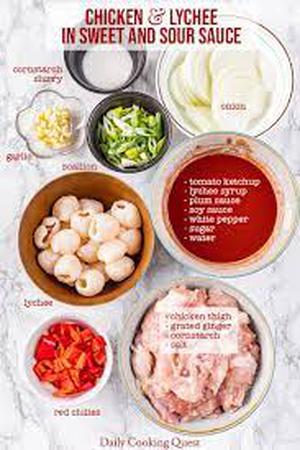 CHICKEN & LYCHEE
IN SWEET AND SOUR SAUCE
cornstarch
slurry
onion
garlic
scallion
- tomato ketchup
- lychee syrup
- plum sauce
- soy sauce
- white pepper
- sugar
- water
lychee
- chicken thigh
- grated ginger
- cornstarch
- salt
red chilies
Daily Cooking Quest